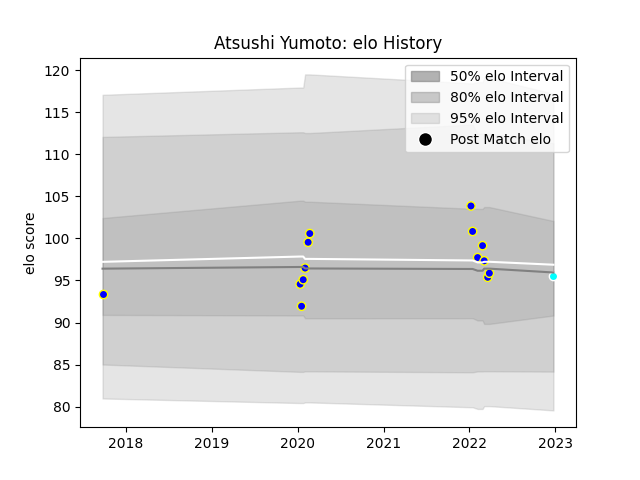 Atsushi Yumoto: elo History
50% elo Interval
80% elo Interval
95% elo Interval
Post Match elo
elo score
120
115
110
105
100
95
90
85
80
2018
2019
2020
2021
2022
2023